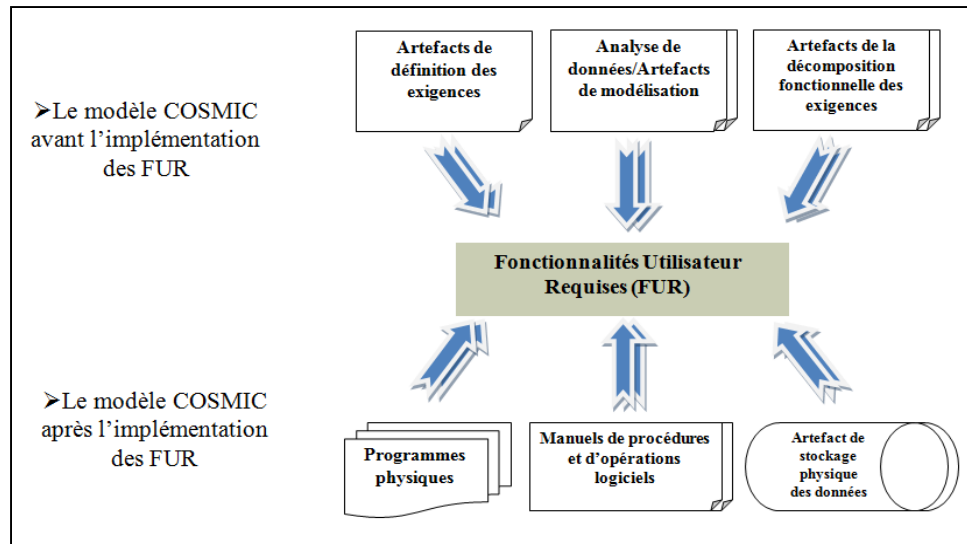 Artefacts de
définition des
exigences
Analyse de
données/Artefacts
de modélisation
Artefacts de la
décomposition
fonctionnelle des
exigences
➤Le modèle COSMIC
avant l’implémentation
des FUR
Fonctionnalités Utilisateur
Requises (FUR)
➤Le modèle COSMIC
après l’implémentation
des FUR
Programmes
physiques
Manuels de procédures
et d’opérations
logiciels
Artefact de
stockage
physique
des données